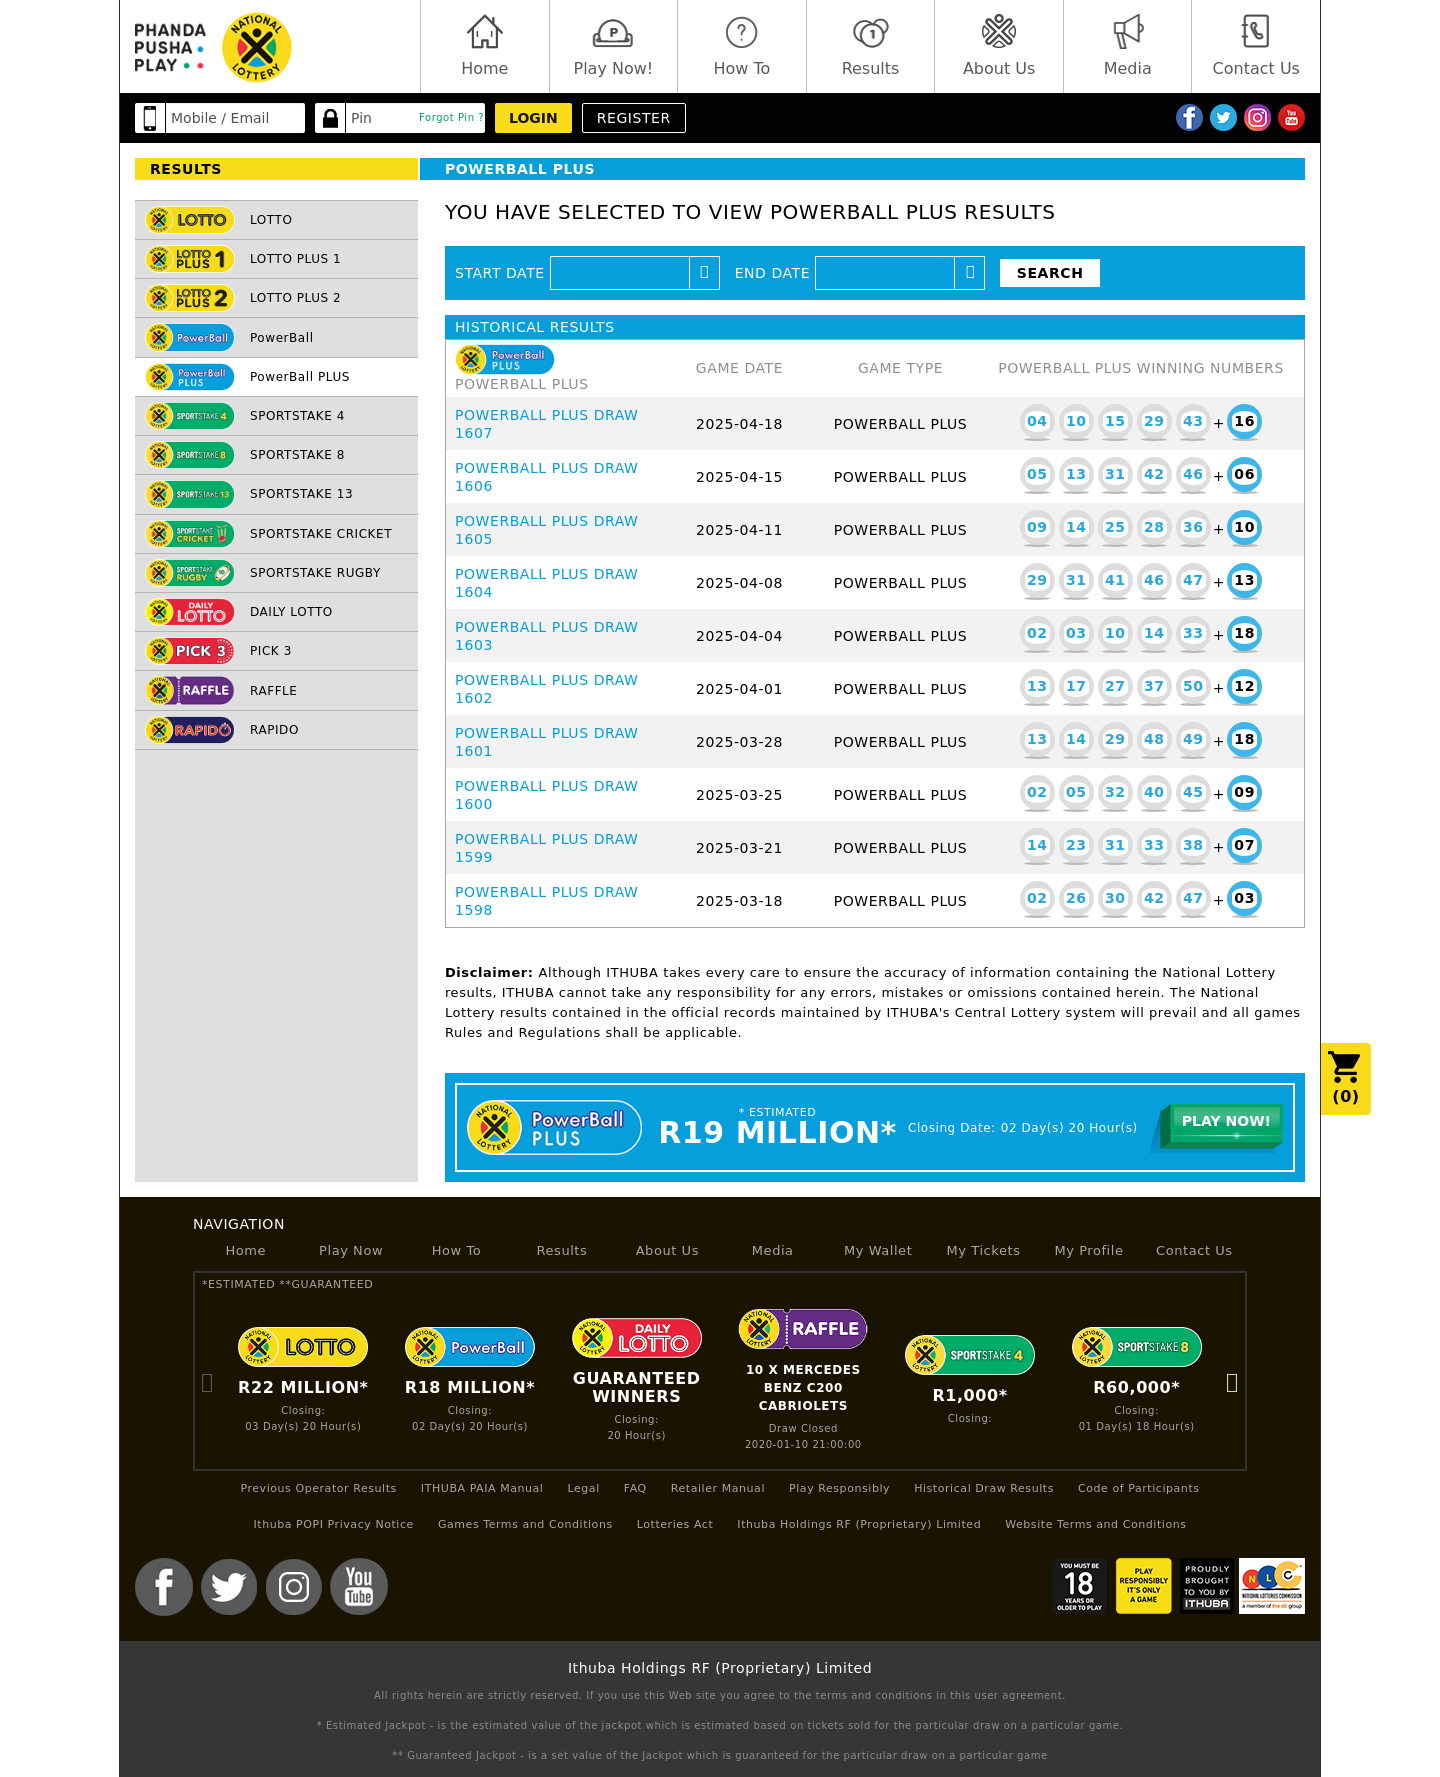 PHANDA
PUSHA
PLAY
NATIONAL
LOTTERY
Home
Play Now!
How To
Results
About Us
Media
Contact Us
Mobile / Email
Pin
Forgot Pin ?
LOGIN
REGISTER
RESULTS
LOTTO LOTTO
LOTTO PLUS 1 LOTTO PLUS 1
LOTTO PLUS 2 LOTTO PLUS 2
PowerBall PowerBall
PowerBall PLUS PowerBall PLUS
SPORTSTAKE 4 SPORTSTAKE 4
SPORTSTAKE 8 SPORTSTAKE 8
SPORTSTAKE 13 SPORTSTAKE 13
SPORTSTAKE CRICKET SPORTSTAKE CRICKET
SPORTSTAKE RUGBY SPORTSTAKE RUGBY
DAILY LOTTO DAILY LOTTO
PICK 3 PICK 3
RAFFLE RAFFLE
RAPIDO RAPIDO
POWERBALL PLUS
YOU HAVE SELECTED TO VIEW POWERBALL PLUS RESULTS
START DATE END DATE SEARCH
HISTORICAL RESULTS
PowerBall PLUS
POWERBALL PLUS GAME DATE GAME TYPE POWERBALL PLUS WINNING NUMBERS
POWERBALL PLUS DRAW
1607 2025-04-18 POWERBALL PLUS 04 10 15 29 43 + 16
POWERBALL PLUS DRAW
1606 2025-04-15 POWERBALL PLUS 05 13 31 42 46 + 06
POWERBALL PLUS DRAW
1605 2025-04-11 POWERBALL PLUS 09 14 25 28 36 + 10
POWERBALL PLUS DRAW
1604 2025-04-08 POWERBALL PLUS 29 31 41 46 47 + 13
POWERBALL PLUS DRAW
1603 2025-04-04 POWERBALL PLUS 02 03 10 14 33 + 18
POWERBALL PLUS DRAW
1602 2025-04-01 POWERBALL PLUS 13 17 27 37 50 + 12
POWERBALL PLUS DRAW
1601 2025-03-28 POWERBALL PLUS 13 14 29 48 49 + 18
POWERBALL PLUS DRAW
1600 2025-03-25 POWERBALL PLUS 02 05 32 40 45 + 09
POWERBALL PLUS DRAW
1599 2025-03-21 POWERBALL PLUS 14 23 31 33 38 + 07
POWERBALL PLUS DRAW
1598 2025-03-18 POWERBALL PLUS 02 26 30 42 47 + 03
Disclaimer: Although ITHUBA takes every care to ensure the accuracy of information containing the National Lottery
results, ITHUBA cannot take any responsibility for any errors, mistakes or omissions contained herein. The National
Lottery results contained in the official records maintained by ITHUBA's Central Lottery system will prevail and all games
Rules and Regulations shall be applicable.
(0)
NATIONAL LOTTERY PowerBall PLUS
* ESTIMATED
R19 MILLION*
Closing Date: 02 Day(s) 20 Hour(s)
PLAY NOW!
NAVIGATION
Home Play Now How To Results About Us Media My Wallet My Tickets My Profile Contact Us
*ESTIMATED **GUARANTEED
LOTTO
R22 MILLION*
Closing:
03 Day(s) 20 Hour(s)
PowerBall
R18 MILLION*
Closing:
02 Day(s) 20 Hour(s)
DAILY LOTTO
GUARANTEED
WINNERS
Closing:
20 Hour(s)
RAFFLE
10 X MERCEDES
BENZ C200
CABRIOLETS
Draw Closed
2020-01-10 21:00:00
SPORTSTAKE 4
R1,000*
Closing:
SPORTSTAKE 8
R60,000*
Closing:
01 Day(s) 18 Hour(s)
Previous Operator Results ITHUBA PAIA Manual Legal FAQ Retailer Manual Play Responsibly Historical Draw Results Code of Participants
Ithuba POPI Privacy Notice Games Terms and Conditions Lotteries Act Ithuba Holdings RF (Proprietary) Limited Website Terms and Conditions
You
Tube
YOU MUST BE
18
YEARS OR
OLDER TO PLAY
PLAY
RESPONSIBLY
IT'S ONLY
A GAME
PROUDLY
BROUGHT
TO YOU BY
ITHUBA
NLC
NATIONAL LOTTERIES COMMISSION
a member of the dti group
Ithuba Holdings RF (Proprietary) Limited
All rights herein are strictly reserved. If you use this Web site you agree to the terms and conditions in this user agreement.
* Estimated Jackpot - is the estimated value of the jackpot which is estimated based on tickets sold for the particular draw on a particular game.
** Guaranteed Jackpot - is a set value of the Jackpot which is guaranteed for the particular draw on a particular game